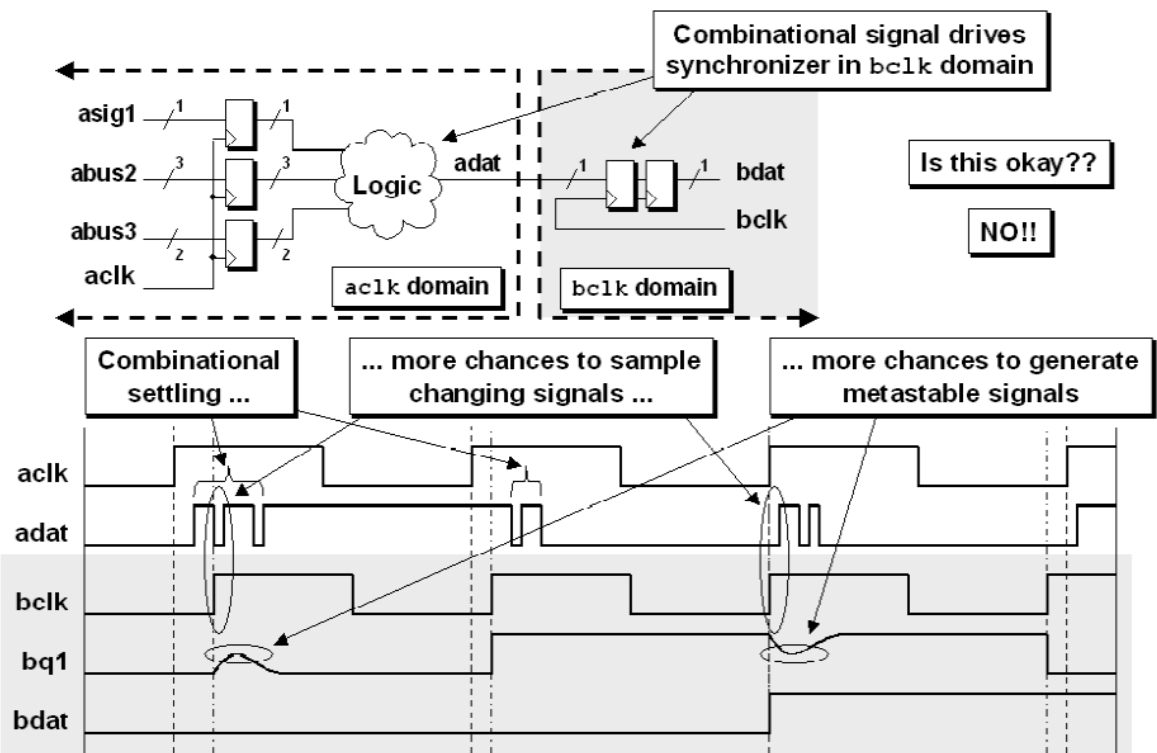 Combinational signal drives
synchronizer in bclk domain
asig1
1
1
abus2
3
3
Logic
adat
1
1
bdat
bclk
abus3
2
2
aclk
aclk domain
bclk domain
Is this okay??
NO!!
Combinational
settling ...
... more chances to sample
changing signals ...
... more chances to generate
metastable signals
aclk
adat
bclk
bq1
bdat